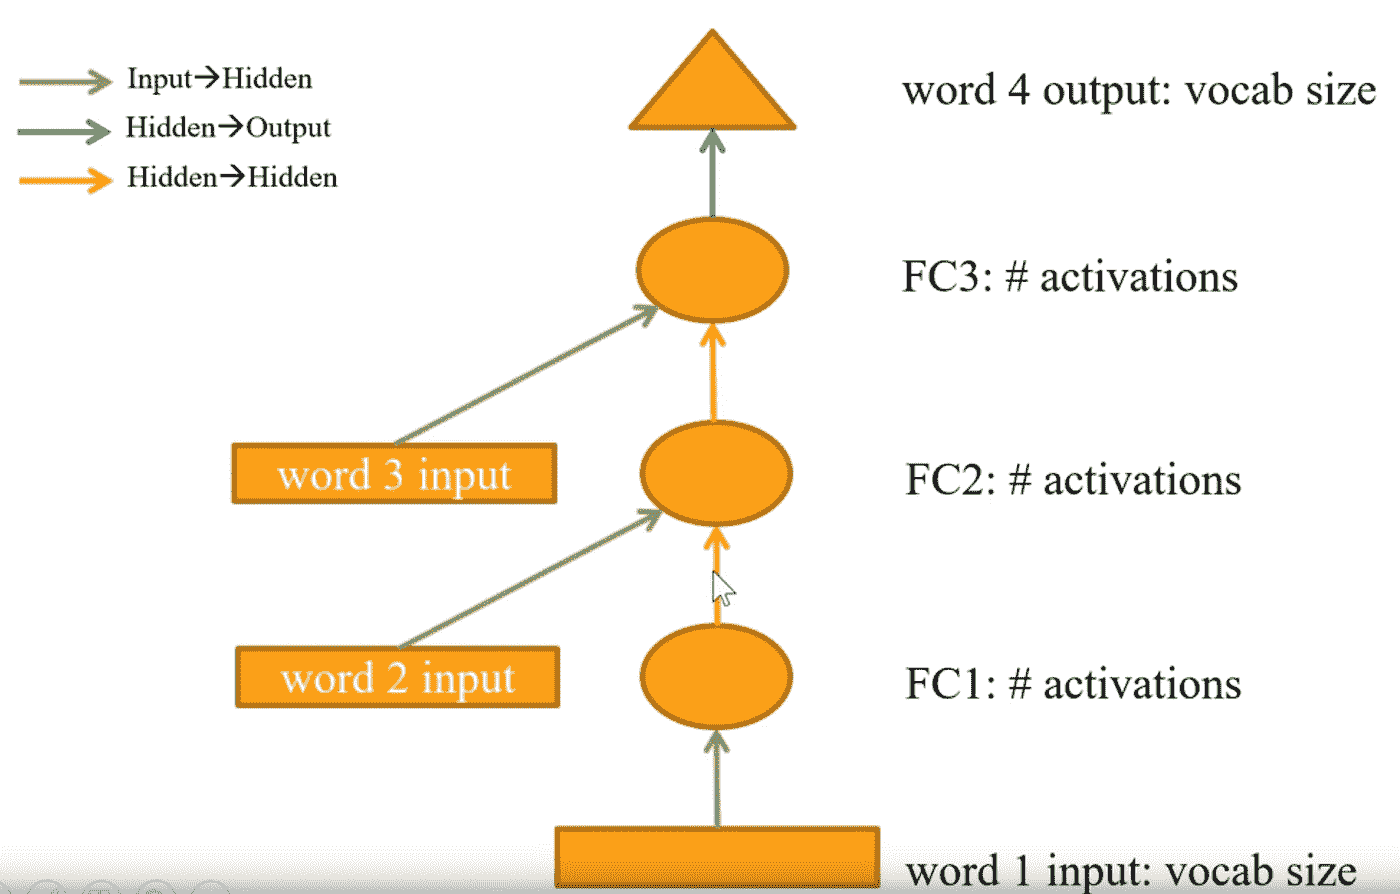 Input→Hidden
Hidden→Output
Hidden→Hidden
word 4 output: vocab size
FC3: # activations
word 3 input
FC2: # activations
word 2 input
FC1: # activations
word 1 input: vocab size